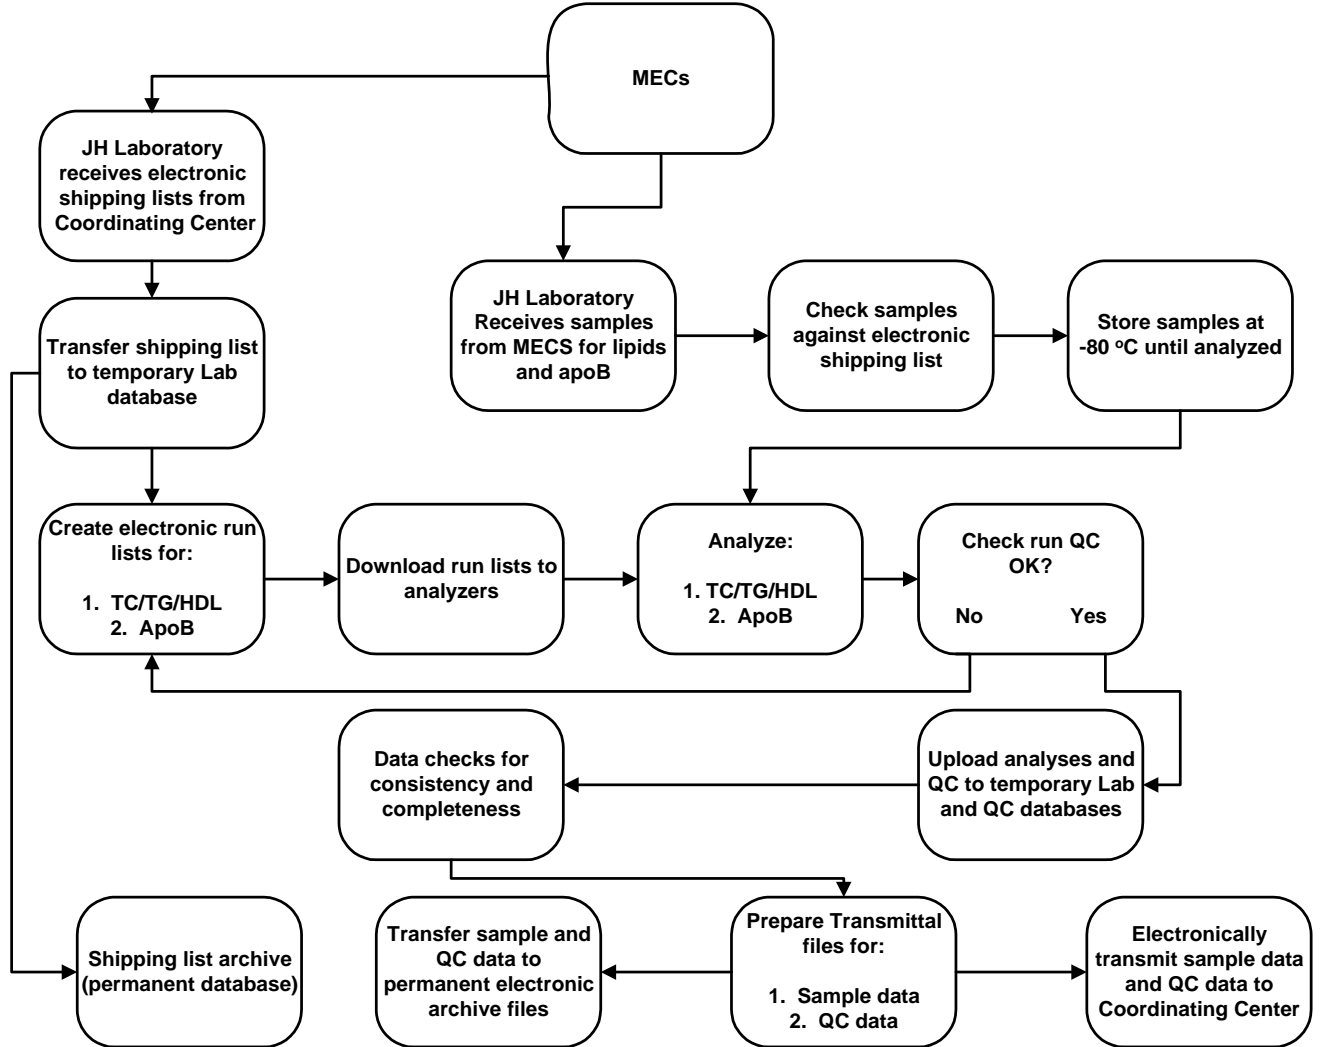 MECs
JH Laboratory
receives electronic
shipping lists from
Coordinating Center
JH Laboratory
Receives samples
from MECS for lipids
and apoB
Check samples
against electronic
shipping list
Store samples at
-80 ºC until analyzed
Transfer shipping list
to temporary Lab
database
Create electronic run
lists for:
1. TC/TG/HDL
2. ApoB
Download run lists to
analyzers
Analyze:
1. TC/TG/HDL
2. ApoB
Check run QC
OK?
No Yes
Data checks for
consistency and
completeness
Upload analyses and
QC to temporary Lab
and QC databases
Shipping list archive
(permanent database)
Transfer sample and
QC data to
permanent electronic
archive files
Prepare Transmittal
files for:
1. Sample data
2. QC data
Electronically
transmit sample data
and QC data to
Coordinating Center